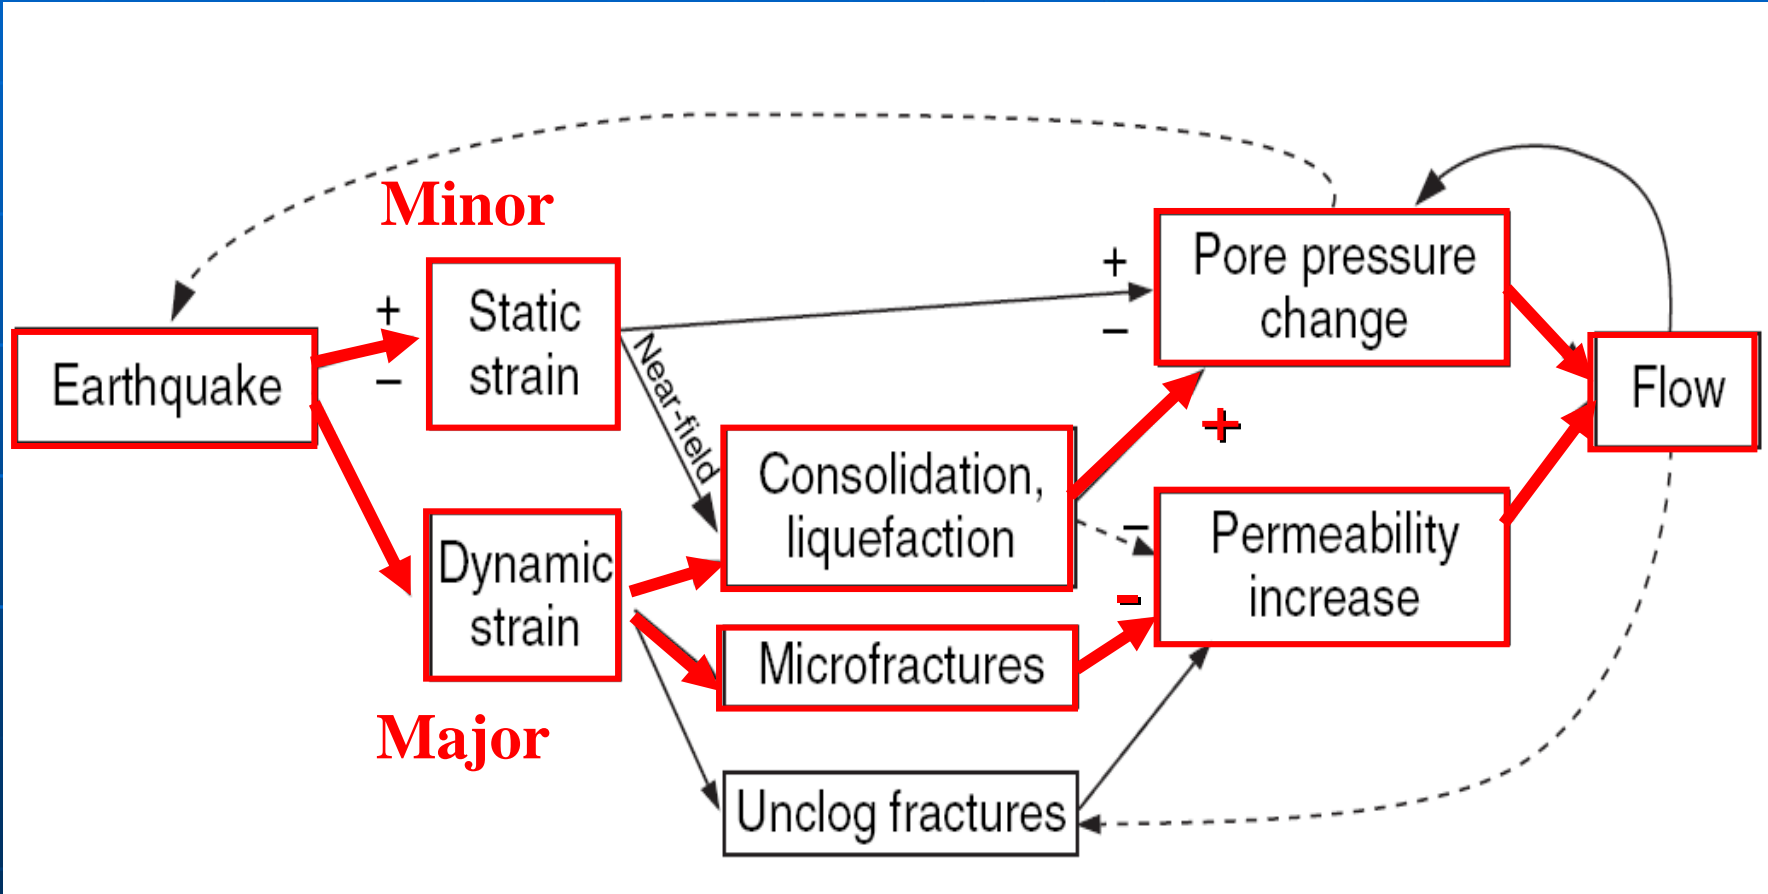 Minor
+
−
Static
strain
Earthquake
Near-field
+
−
Pore pressure
change
Flow
Consolidation,
liquefaction
+
−
Permeability
increase
Dynamic
strain
-
Microfractures
Major
Unclog fractures